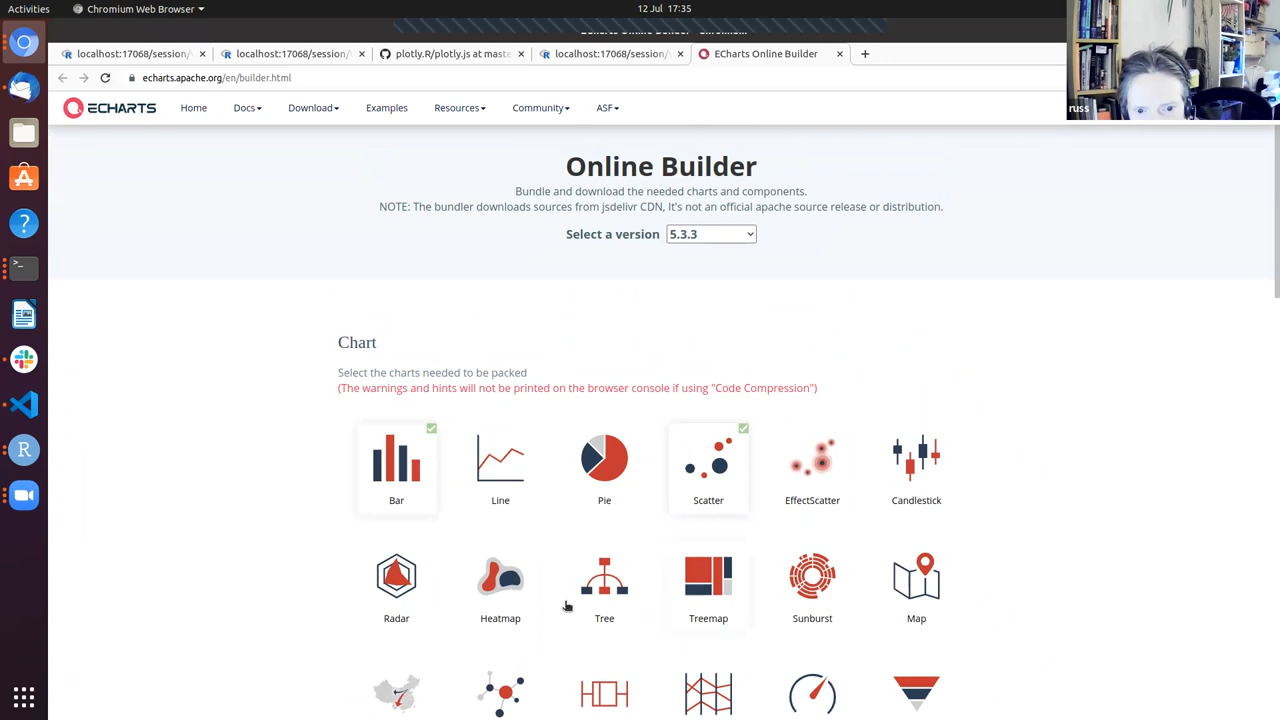 Activities
Chromium Web Browser
12 Jul 17:35
localhost:17068/session/
localhost:17068/session/
plotly.R/plotly.js at mast
localhost:17068/session/
ECharts Online Builder
echarts.apache.org/en/builder.html
russ
ECHARTS
Home
Docs
Download
Examples
Resources
Community
ASF
Online Builder
Bundle and download the needed charts and components.
NOTE: The bundler downloads sources from jsdelivr CDN, It's not an official apache source release or distribution.
Select a version 5.3.3
Chart
Select the charts needed to be packed
(The warnings and hints will not be printed on the browser console if using "Code Compression")
Bar
Line
Pie
Scatter
EffectScatter
Candlestick
Radar
Heatmap
Tree
Treemap
Sunburst
Map